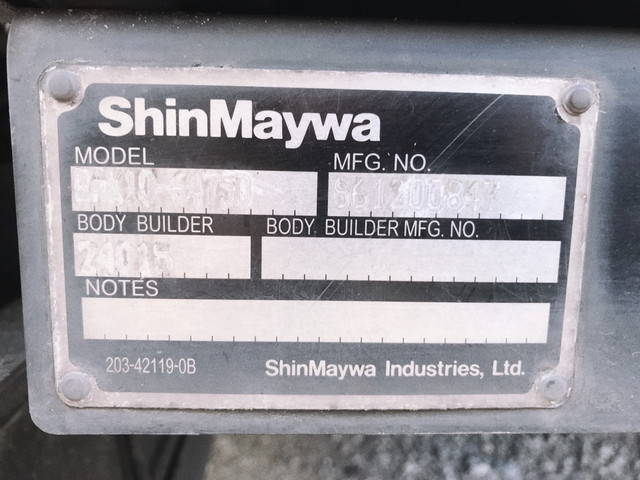 ShinMaywa
MODEL MFG. NO.
BODY BUILDER BODY BUILDER MFG. NO.
NOTES
203-42119-0B ShinMaywa Industries, Ltd.